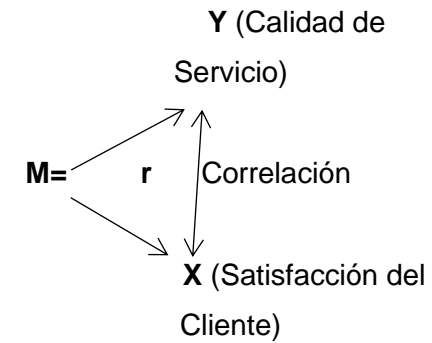 Y (Calidad de
Servicio)
M= r Correlación
X (Satisfacción del
Cliente)